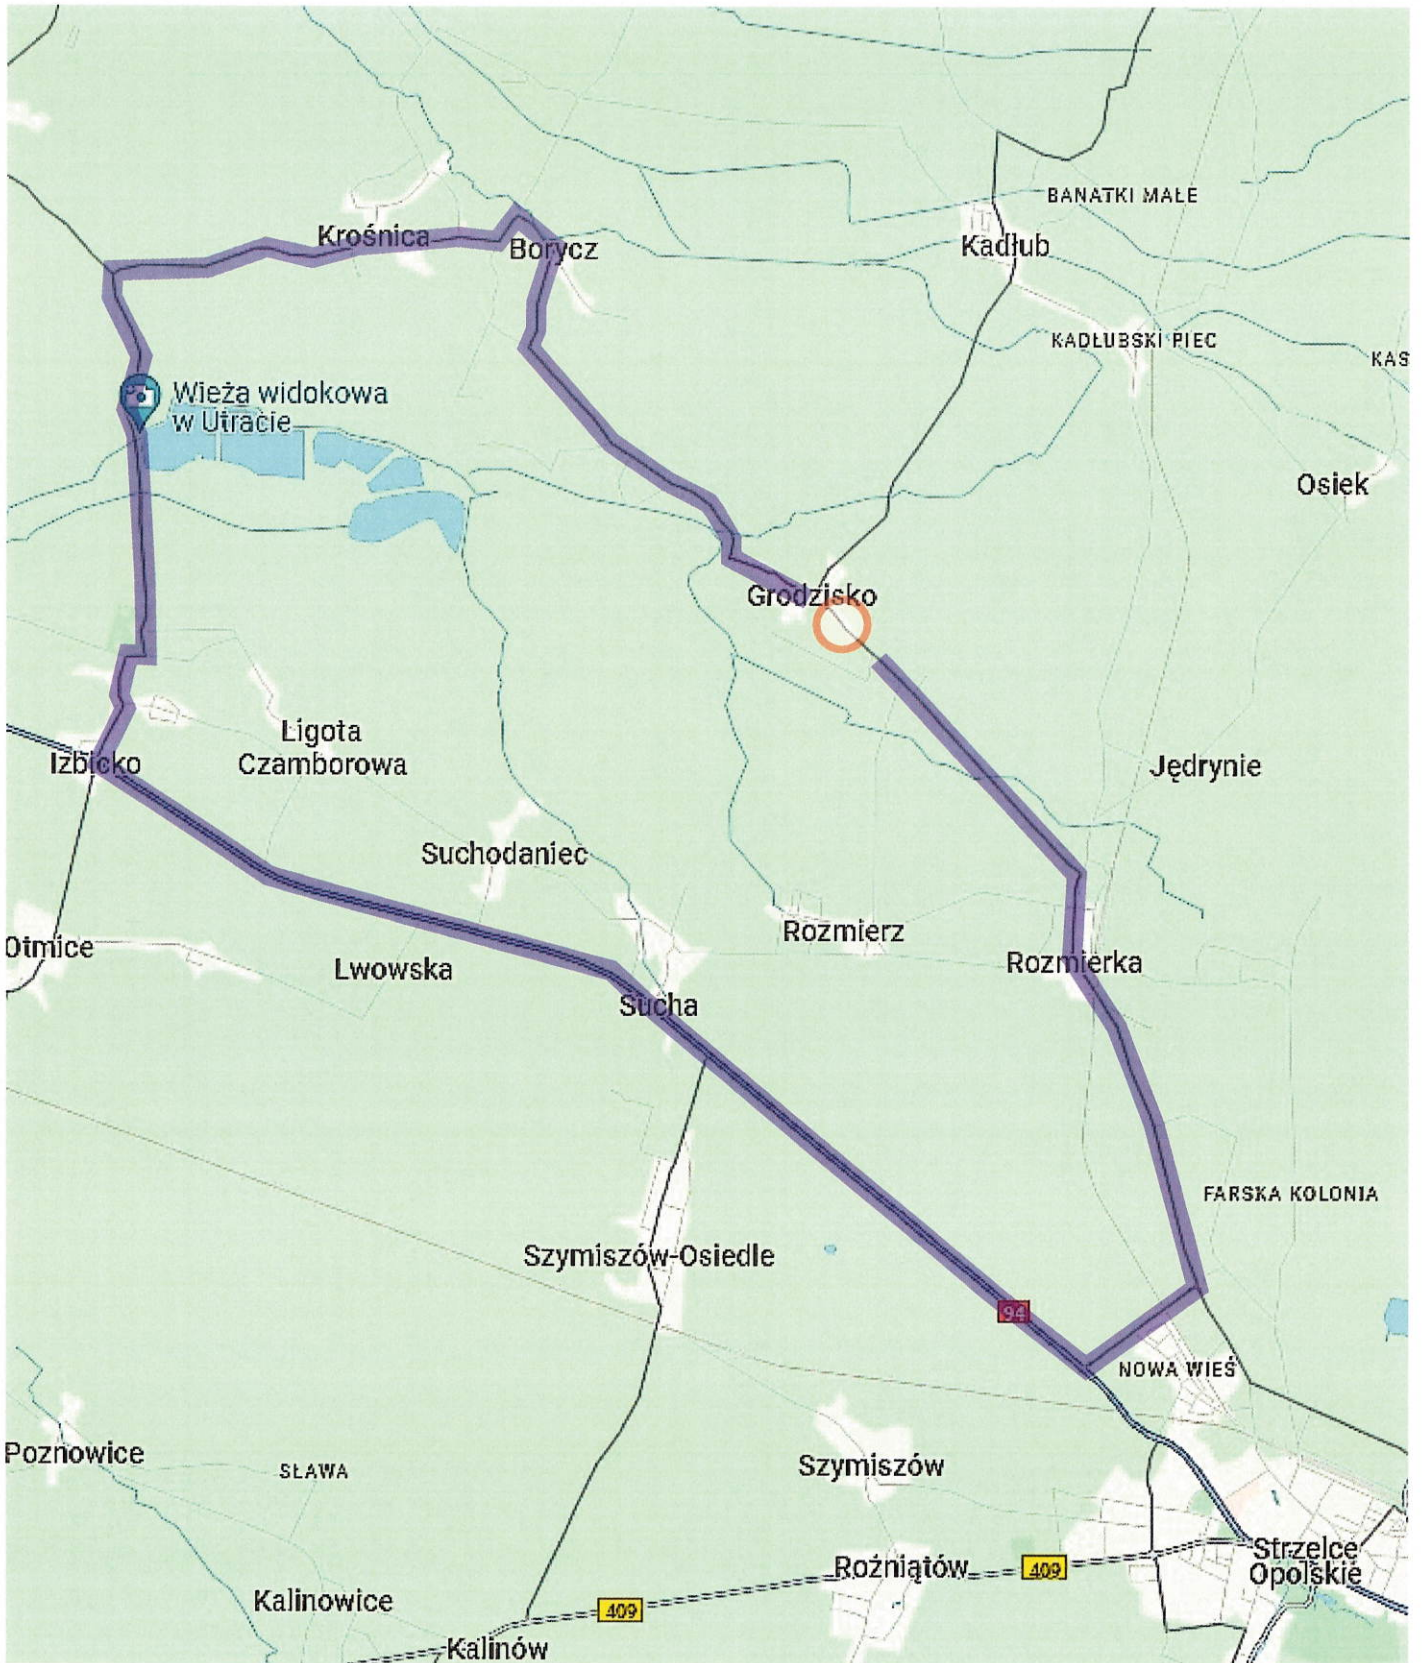 BANATKI MAŁE
Krośnica
Borycz
Kadłub
KADŁUBSKI PIEC
KAS
Wieża widokowa
w Utracie
Osiek
Grodzisko
Ligota
Czamborowa
Izbicko
Jędrynie
Suchodaniec
Otmice
Lwowska
Rozmierz
Rozmierka
Sucha
FARSKA KOLONIA
Szymiszów-Osiedle
94
NOWA WIEŚ
Poznowice
SŁAWA
Szymiszów
Strzelce
Opolskie
Rożniątów
409
Kalinowice
409
Kalinów